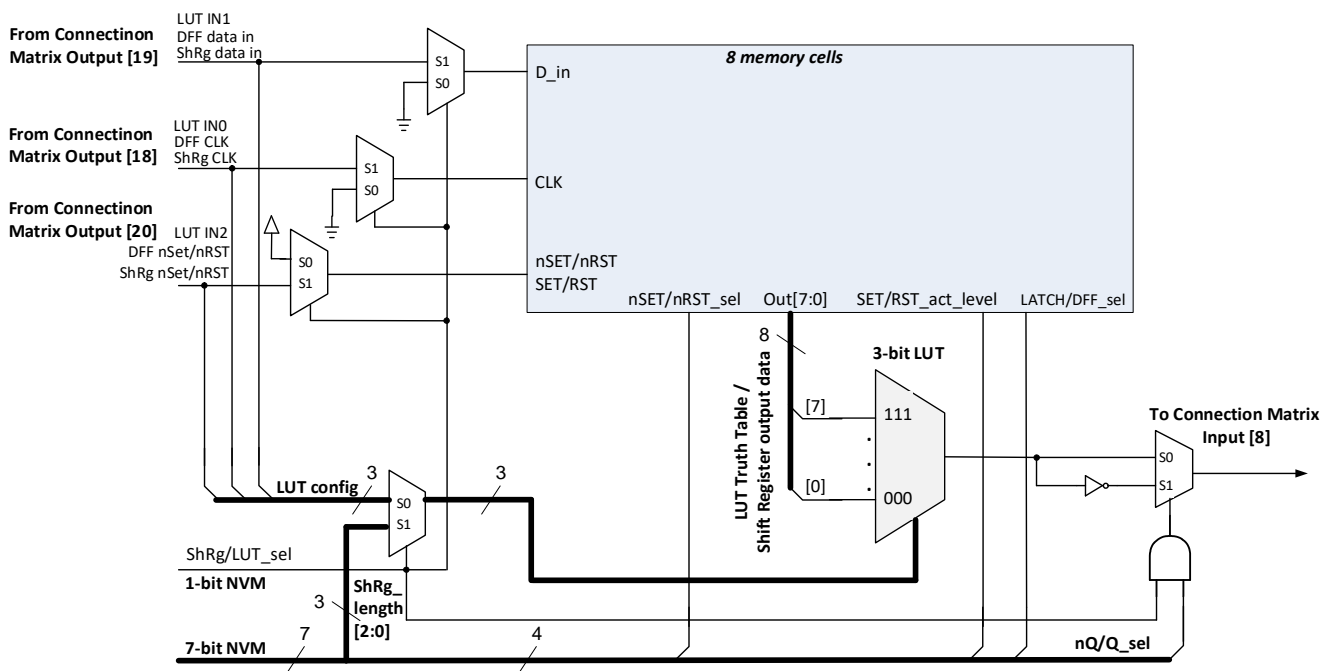 From Connectinon
Matrix Output [19]
LUT IN1
DFF data in
ShRg data in
S1
S0
8 memory cells
D_in
From Connectinon
Matrix Output [18]
LUT IN0
DFF CLK
ShRg CLK
S1
S0
CLK
From Connectinon
Matrix Output [20]
LUT IN2
DFF nSet/nRST
ShRg nSet/nRST
S0
S1
nSET/nRST
SET/RST
nSET/nRST_sel
Out[7:0]
SET/RST_act_level
LATCH/DFF_sel
8
LUT Truth Table /
Shift Register output data
3-bit LUT
[7]
111
[0]
000
To Connection Matrix
Input [8]
S0
S1
LUT config
3
S0
S1
3
ShRg/LUT_sel
1-bit NVM
3
ShRg_
length
[2:0]
7-bit NVM
7
4
nQ/Q_sel